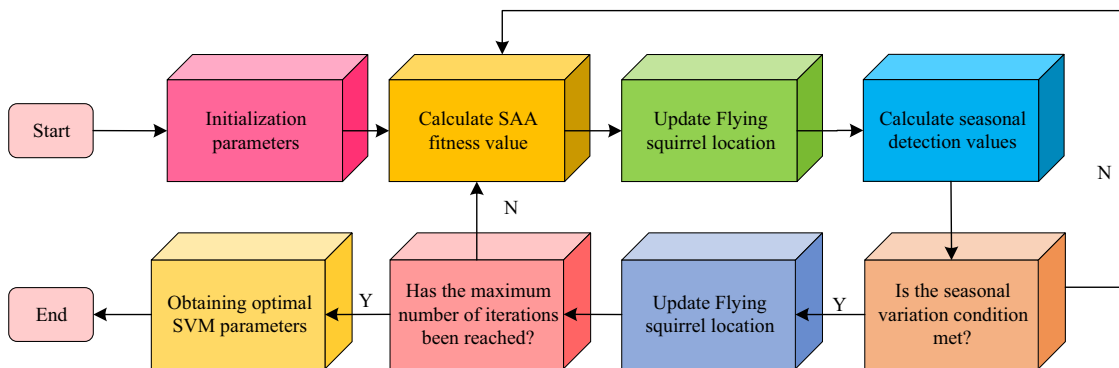 Start
Initialization
parameters
Calculate SAA
fitness value
Update Flying
squirrel location
Calculate seasonal
detection values
N
N
End
Obtaining optimal
SVM parameters
Y
Has the maximum
number of iterations
been reached?
Update Flying
squirrel location
Y
Is the seasonal
variation condition
met?